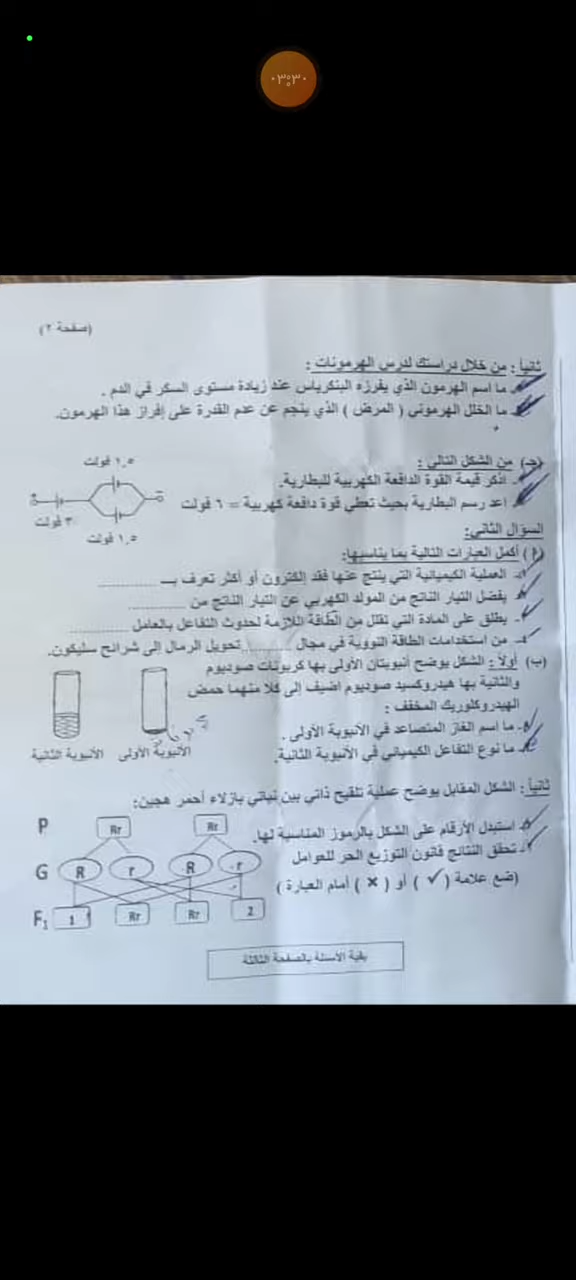 ٠٣:٣٠
(صفحة ٢)
ثانياً : من خلال دراستك لدرس الهرمونات :
ما اسم الهرمون الذي يفرزه البنكرياس عند زيادة مستوى السكر في الدم .
ما الخلل الهرموني ( المرض ) الذي ينجم عن عدم القدرة على إفراز هذا الهرمون.
(جـ) من الشكل التالي :
اذكر قيمة القوة الدافعة الكهربية للبطارية.
اعد رسم البطارية بحيث تعطي قوة دافعة كهربية = ٦ فولت
١,٥ فولت
٣ فولت
١,٥ فولت
السؤال الثاني:
(أ) أكمل العبارات التالية بما يناسبها:
العملية الكيميائية التي ينتج عنها فقد إلكترون أو أكثر تعرف بـ ............
يفضل التيار الناتج من المولد الكهربي عن التيار الناتج من ............
يطلق على المادة التي تقلل من الطاقة اللازمة لحدوث التفاعل بالعامل ............
من استخدامات الطاقة النووية في مجال ............ تحويل الرمال إلى شرائح سليكون.
(ب) أولاً : الشكل يوضح أنبوبتان الأولى بها كربونات صوديوم
والثانية بها هيدروكسيد صوديوم اضيف إلى كلا منهما حمض
الهيدروكلوريك المخفف :
ما اسم الغاز المتصاعد في الأنبوبة الأولى .
ما نوع التفاعل الكيميائي في الأنبوبة الثانية.
الأنبوبة الأولى
الأنبوبة الثانية
ثانياً : الشكل المقابل يوضح عملية تلقيح ذاتي بين نباتي بازلاء أحمر هجين:
استبدل الأرقام على الشكل بالرموز المناسبة لها.
تحقق النتائج قانون التوزيع الحر للعوامل
(ضع علامة (✓) أو (×) أمام العبارة )
P Rr Rr
G R r R r
F1 1 Rr Rr 2
بقية الأسئلة بالصفحة الثالثة